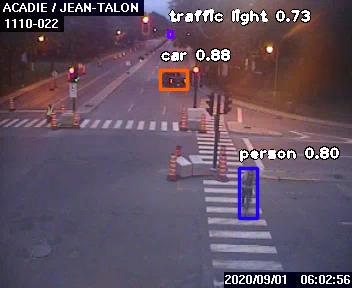 ACADIE / JEAN-TALON
1110-022
traffic light 0.73
car 0.88
person 0.80
2020/09/01 06:02:56